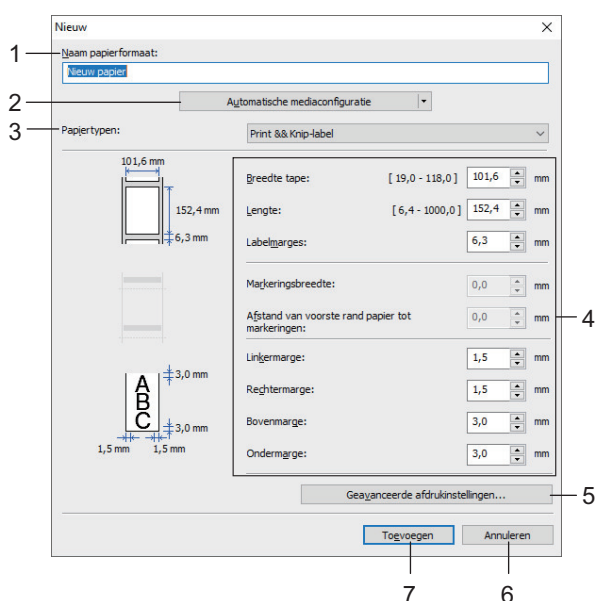 Nieuw
1
Naam papierformaat:
Nieuw papier
2
Automatische mediaconfiguratie
3
Papiertypen:
Print && Knip-label
101,6 mm
152,4 mm
6,3 mm
Breedte tape: [ 19,0 - 118,0 ] 101,6 mm
Lengte: [ 6,4 - 1000,0 ] 152,4 mm
Labelmarges: 6,3 mm
Markeringsbreedte: 0,0 mm
Afstand van voorste rand papier tot
markeringen: 0,0 mm
4
Linkermarge: 1,5 mm
Rechtermarge: 1,5 mm
Bovenmarge: 3,0 mm
Ondermarge: 3,0 mm
3,0 mm
A
B
C
3,0 mm
1,5 mm 1,5 mm
Geavanceerde afdrukinstellingen...
5
Toevoegen
Annuleren
7
6